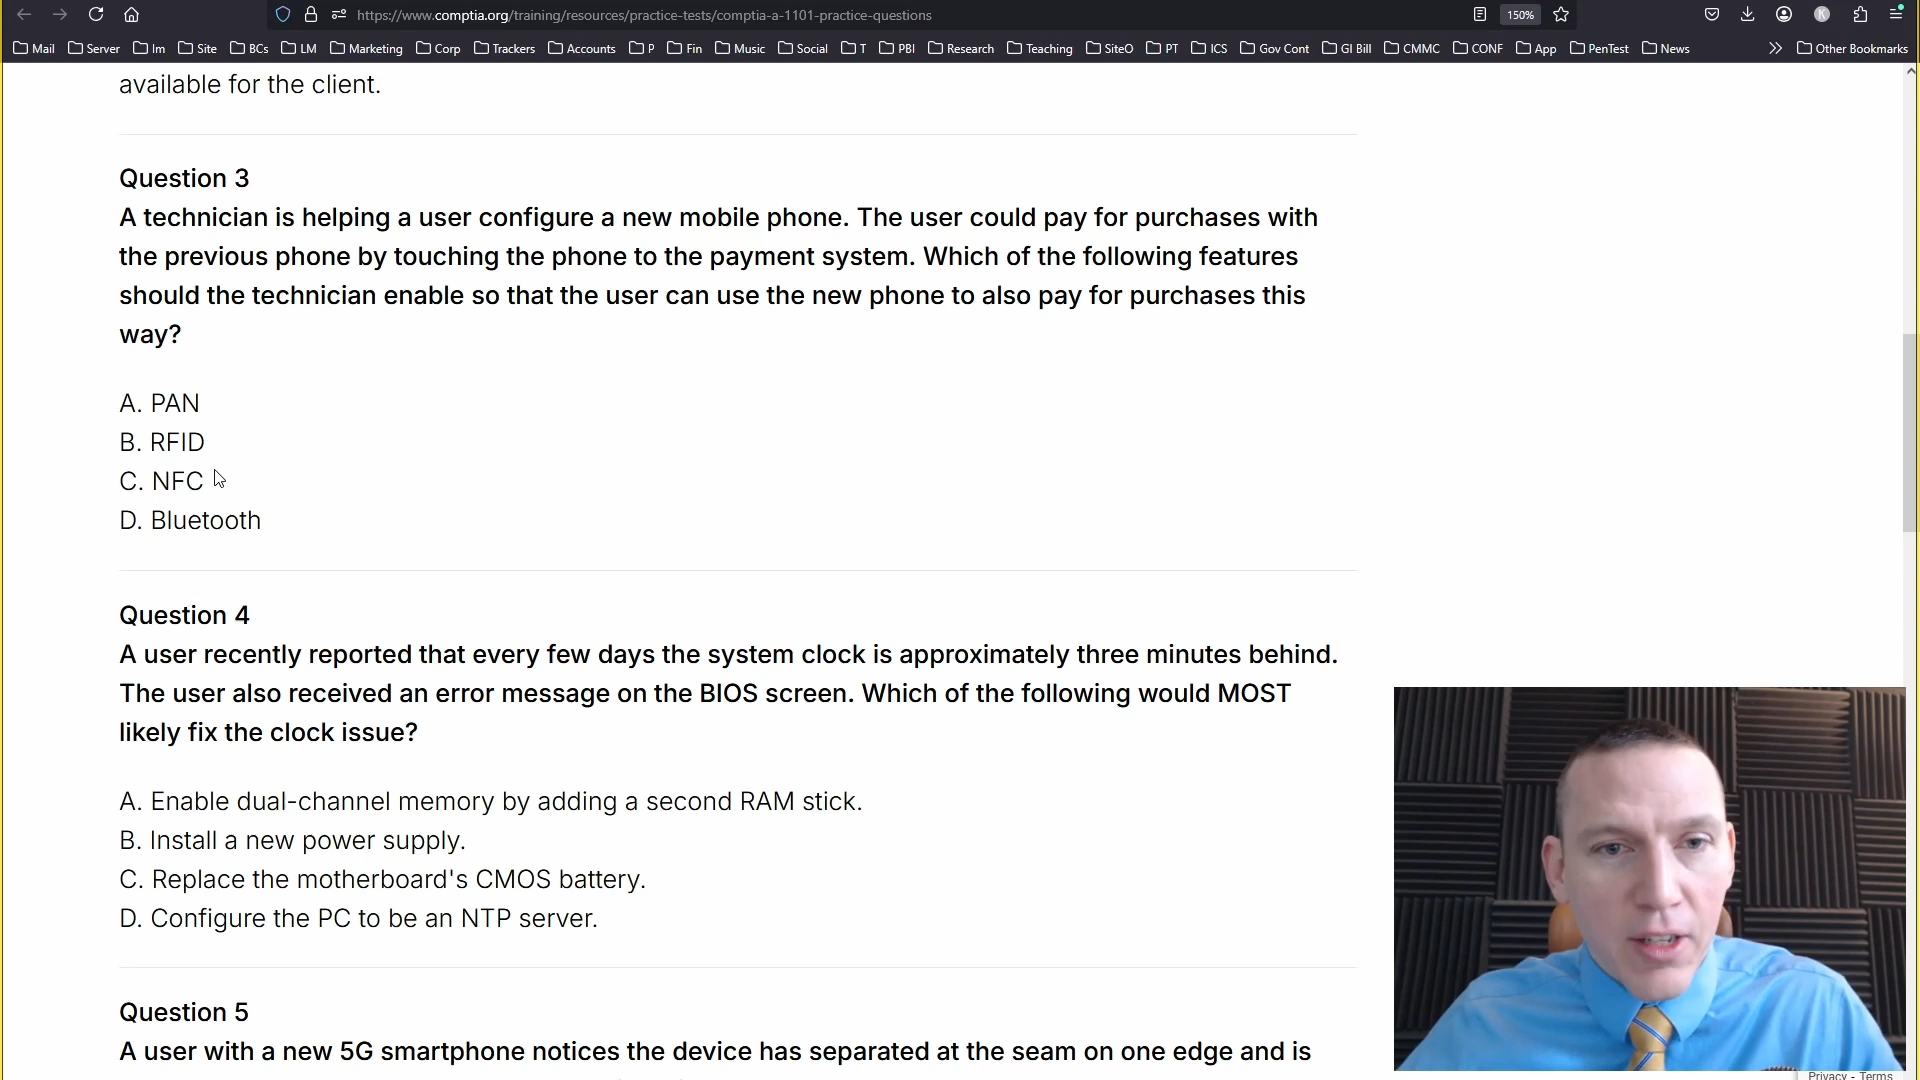 https://www.comptia.org/training/resources/practice-tests/comptia-a-1101-practice-questions
150%
K
Mail Server Im Site BCs LM Marketing Corp Trackers Accounts P Fin Music Social T PBI Research Teaching SiteO PT ICS Gov Cont GI Bill CMMC CONF App PenTest News Other Bookmarks
available for the client.
Question 3
A technician is helping a user configure a new mobile phone. The user could pay for purchases with
the previous phone by touching the phone to the payment system. Which of the following features
should the technician enable so that the user can use the new phone to also pay for purchases this
way?
A. PAN
B. RFID
C. NFC
D. Bluetooth
Question 4
A user recently reported that every few days the system clock is approximately three minutes behind.
The user also received an error message on the BIOS screen. Which of the following would MOST
likely fix the clock issue?
A. Enable dual-channel memory by adding a second RAM stick.
B. Install a new power supply.
C. Replace the motherboard's CMOS battery.
D. Configure the PC to be an NTP server.
Question 5
A user with a new 5G smartphone notices the device has separated at the seam on one edge and is
Privacy - Terms